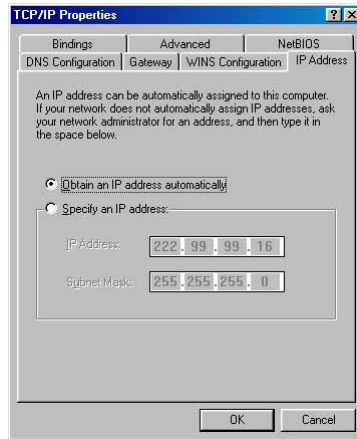 TCP/IP Properties
Bindings Advanced NetBIOS
DNS Configuration Gateway WINS Configuration IP Address
An IP address can be automatically assigned to this computer.
If your network does not automatically assign IP addresses, ask
your network administrator for an address, and then type it in
the space below.
Obtain an IP address automatically
Specify an IP address:
IP Address: 222 . 99 . 99 . 16
Subnet Mask: 255 . 255 . 255 . 0
OK Cancel